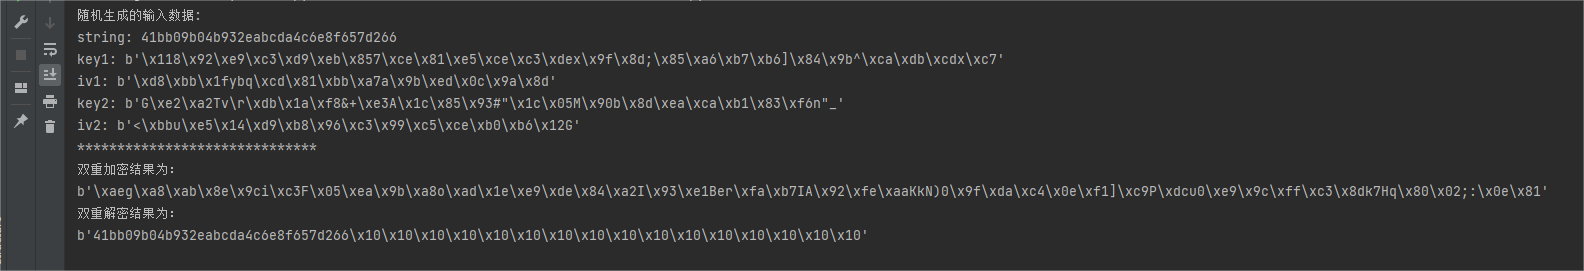 随机生成的输入数据:
string: 41bb09b04b932eabcda4c6e8f657d266
key1: b'\x118\x92\xe9\xc3\xd9\xeb\x857\xce\x81\xe5\xce\xc3\xdex\x9f\x8d;\x85\xa6\xb7\xb6]\x84\x9b^\xca\xdb\xcdx\xc7'
iv1: b'\xd8\xbb\x1fybq\xcd\x81\xbb\xa7a\x9b\xed\x0c\x9a\x8d'
key2: b'G\xe2\xa2Tv\r\xdb\x1a\xf8&+\xe3A\x1c\x85\x93#"\x1c\x05M\x90b\x8d\xea\xca\xb1\x83\xf6n"_'
iv2: b'<\xbbu\xe5\x14\xd9\xb8\x96\xc3\x99\xc5\xce\xb0\xb6\x12G'
******************************
双重加密结果为:
b'\xaeg\xa8\xab\x8e\x9ci\xc3F\x05\xea\x9b\xa8o\xad\x1e\xe9\xde\x84\xa2I\x93\xe1Ber\xfa\xb7IA\x92\xfe\xaaKkN)0\x9f\xda\xc4\x0e\xf1]\xc9P\xdcu0\xe9\x9c\xff\xc3\x8dk7Hq\x80\x02;:\x0e\x81'
双重解密结果为:
b'41bb09b04b932eabcda4c6e8f657d266\x10\x10\x10\x10\x10\x10\x10\x10\x10\x10\x10\x10\x10\x10\x10\x10'